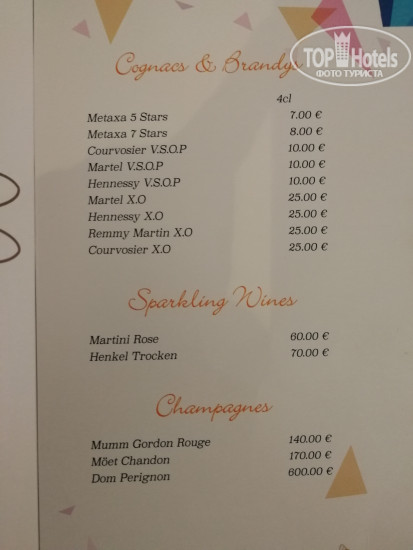 TOP Hotels
ФОТО ТУРИСТА
Cognacs & Brandys
4cl
Metaxa 5 Stars 7.00 €
Metaxa 7 Stars 8.00 €
Courvosier V.S.O.P 10.00 €
Martel V.S.O.P 10.00 €
Hennessy V.S.O.P 10.00 €
Martel X.O 25.00 €
Hennessy X.O 25.00 €
Remmy Martin X.O 25.00 €
Courvosier X.O 25.00 €
Sparkling Wines
Martini Rose 60.00 €
Henkel Trocken 70.00 €
Champagnes
Mumm Gordon Rouge 140.00 €
Möet Chandon 170.00 €
Dom Perignon 600.00 €